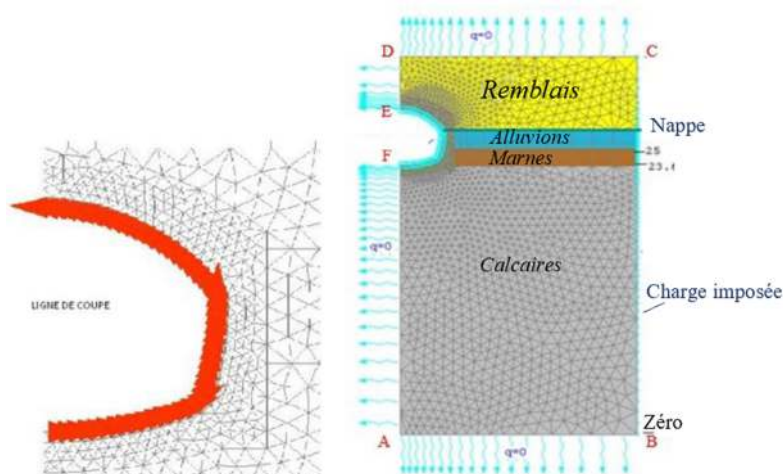 LIGNE DE COUPE
q=0
D
C
Remblais
E
Nappe
Alluvions
F
Marnes
25
q=0
Calcaires
Charge imposée
Zéro
A
B
q=0